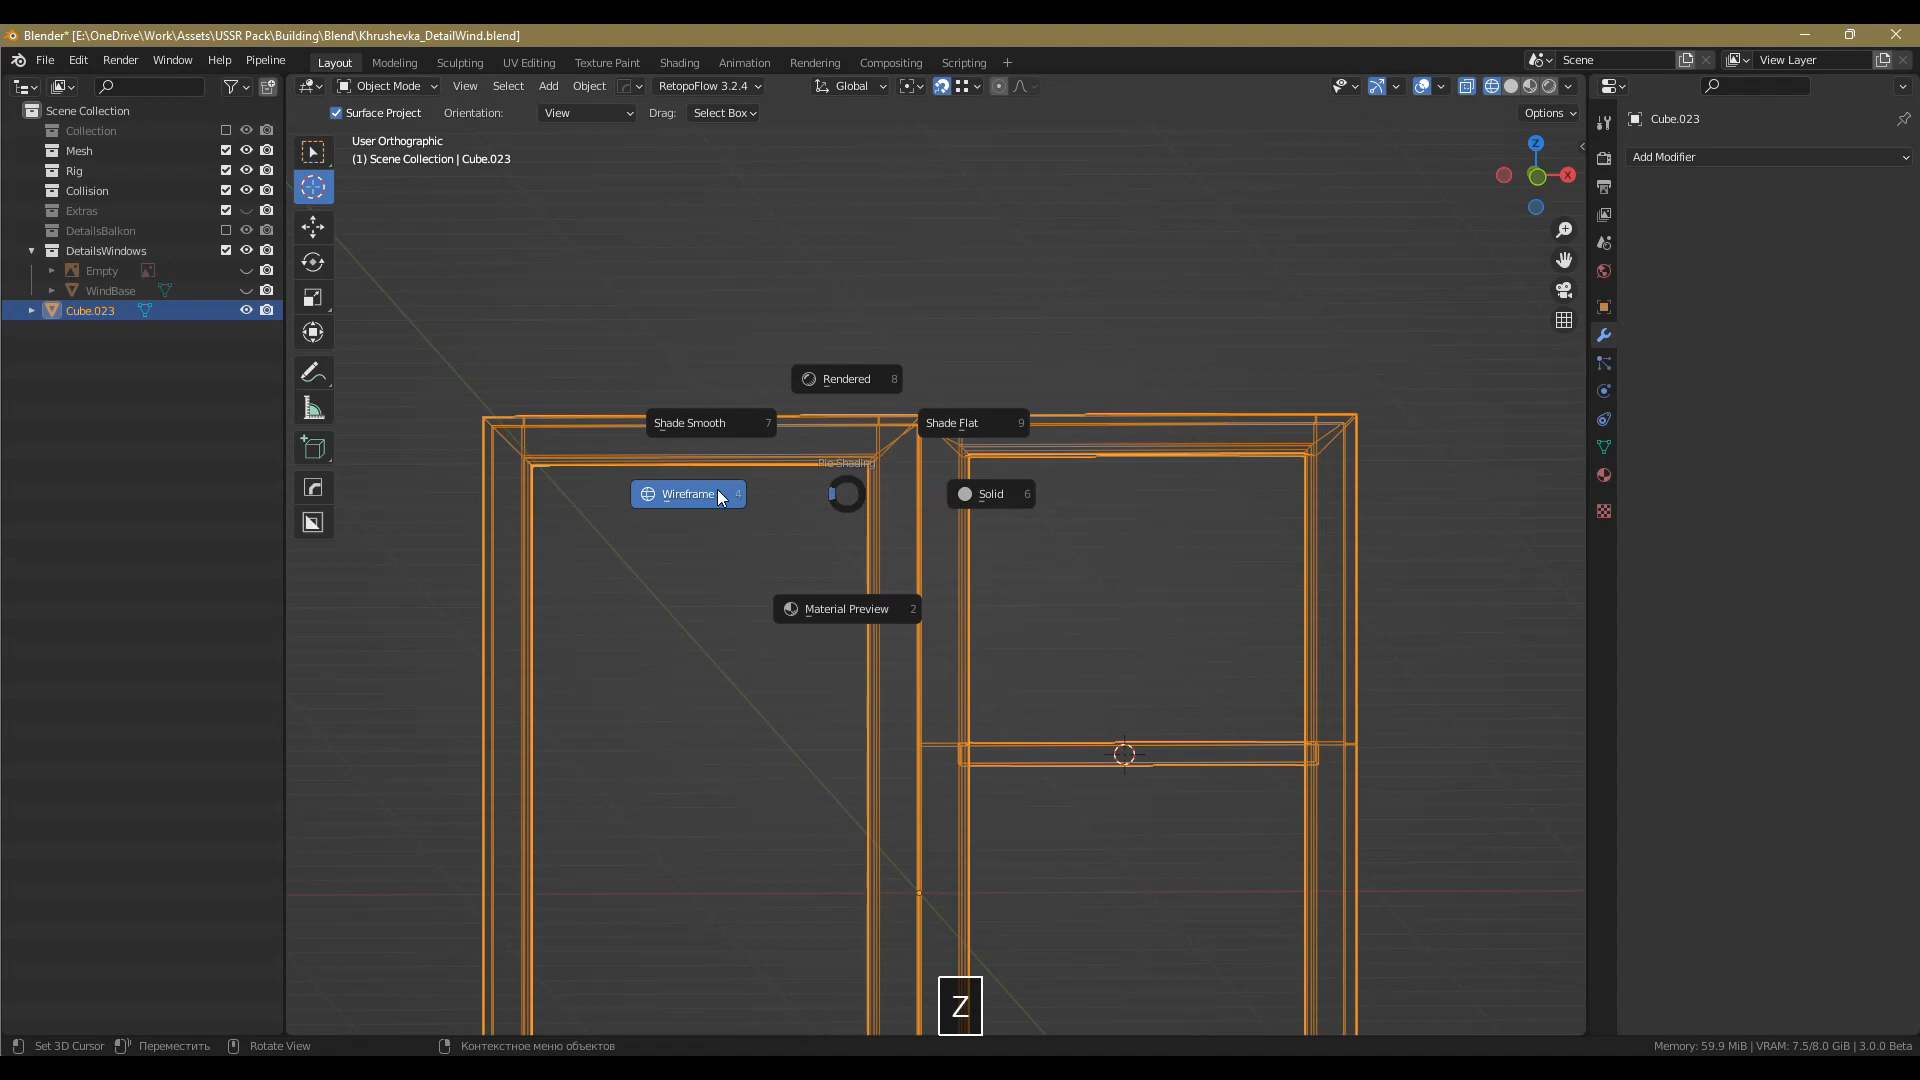 Blender* [E:\OneDrive\Work\Assets\USSR Pack\Building\Blend\Khrushevka_DetailWind.blend]
File Edit Render Window Help Pipeline
Layout Modeling Sculpting UV Editing Texture Paint Shading Animation Rendering Compositing Scripting +
Scene
View Layer
Object Mode View Select Add Object RetopoFlow 3.2.4 Global
Surface Project Orientation: View Drag: Select Box Options
Scene Collection
Collection
Mesh
Rig
Collision
Extras
DetailsBalkon
DetailsWindows
Empty
WindBase
Cube.023
User Orthographic
(1) Scene Collection | Cube.023
Z
X
Cube.023
Add Modifier
Rendered 8
Shade Smooth 7
Shade Flat 9
Pie Shading
Wireframe 4
Solid 6
Material Preview 2
Z
Set 3D Cursor Переместить Rotate View Контекстное меню объектов
Memory: 59.9 MiB | VRAM: 7.5/8.0 GiB | 3.0.0 Beta